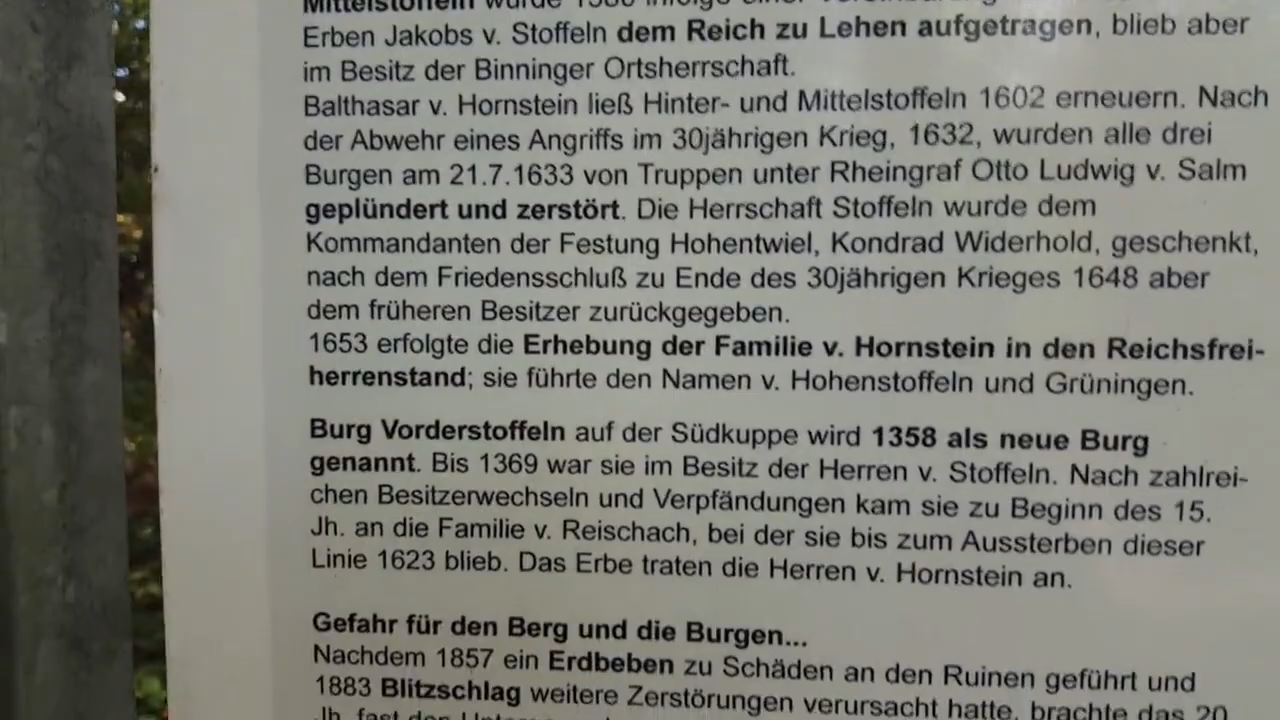 Mittelstoffeln wurde 1580 infolge einer
Erben Jakobs v. Stoffeln dem Reich zu Lehen aufgetragen, blieb aber
im Besitz der Binninger Ortsherrschaft.
Balthasar v. Hornstein ließ Hinter- und Mittelstoffeln 1602 erneuern. Nach
der Abwehr eines Angriffs im 30jährigen Krieg, 1632, wurden alle drei
Burgen am 21.7.1633 von Truppen unter Rheingraf Otto Ludwig v. Salm
geplündert und zerstört. Die Herrschaft Stoffeln wurde dem
Kommandanten der Festung Hohentwiel, Kondrad Widerhold, geschenkt,
nach dem Friedensschluß zu Ende des 30jährigen Krieges 1648 aber
dem früheren Besitzer zurückgegeben.
1653 erfolgte die Erhebung der Familie v. Hornstein in den Reichsfrei-
herrenstand; sie führte den Namen v. Hohenstoffeln und Grüningen.
Burg Vorderstoffeln auf der Südkuppe wird 1358 als neue Burg
genannt. Bis 1369 war sie im Besitz der Herren v. Stoffeln. Nach zahlrei-
chen Besitzerwechseln und Verpfändungen kam sie zu Beginn des 15.
Jh. an die Familie v. Reischach, bei der sie bis zum Aussterben dieser
Linie 1623 blieb. Das Erbe traten die Herren v. Hornstein an.
Gefahr für den Berg und die Burgen...
Nachdem 1857 ein Erdbeben zu Schäden an den Ruinen geführt und
1883 Blitzschlag weitere Zerstörungen verursacht hatte, brachte das 20.
Jh. fast den